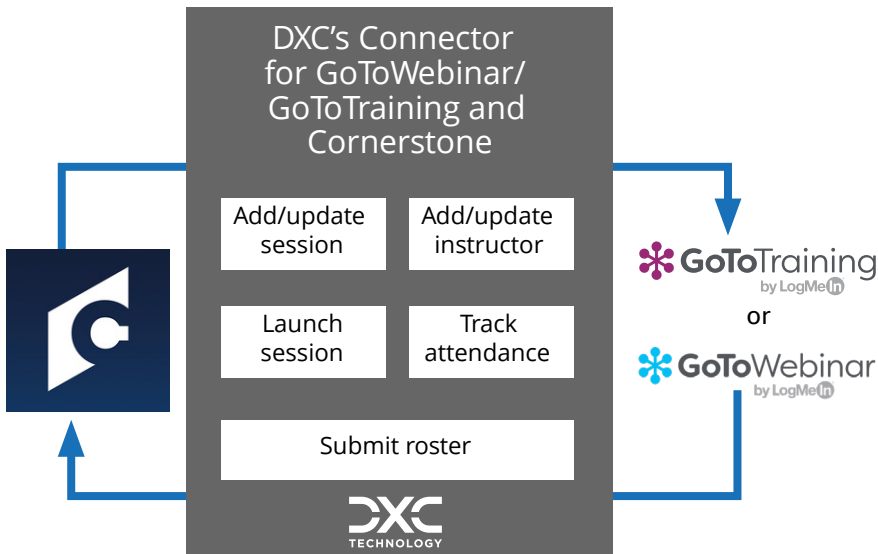 DXC’s Connector
for GoToWebinar/
GoToTraining and
Cornerstone
Add/update
session
Add/update
instructor
Launch
session
Track
attendance
Submit roster
DXC
TECHNOLOGY
GoToTraining
by LogMeIn
or
GoToWebinar
by LogMeIn